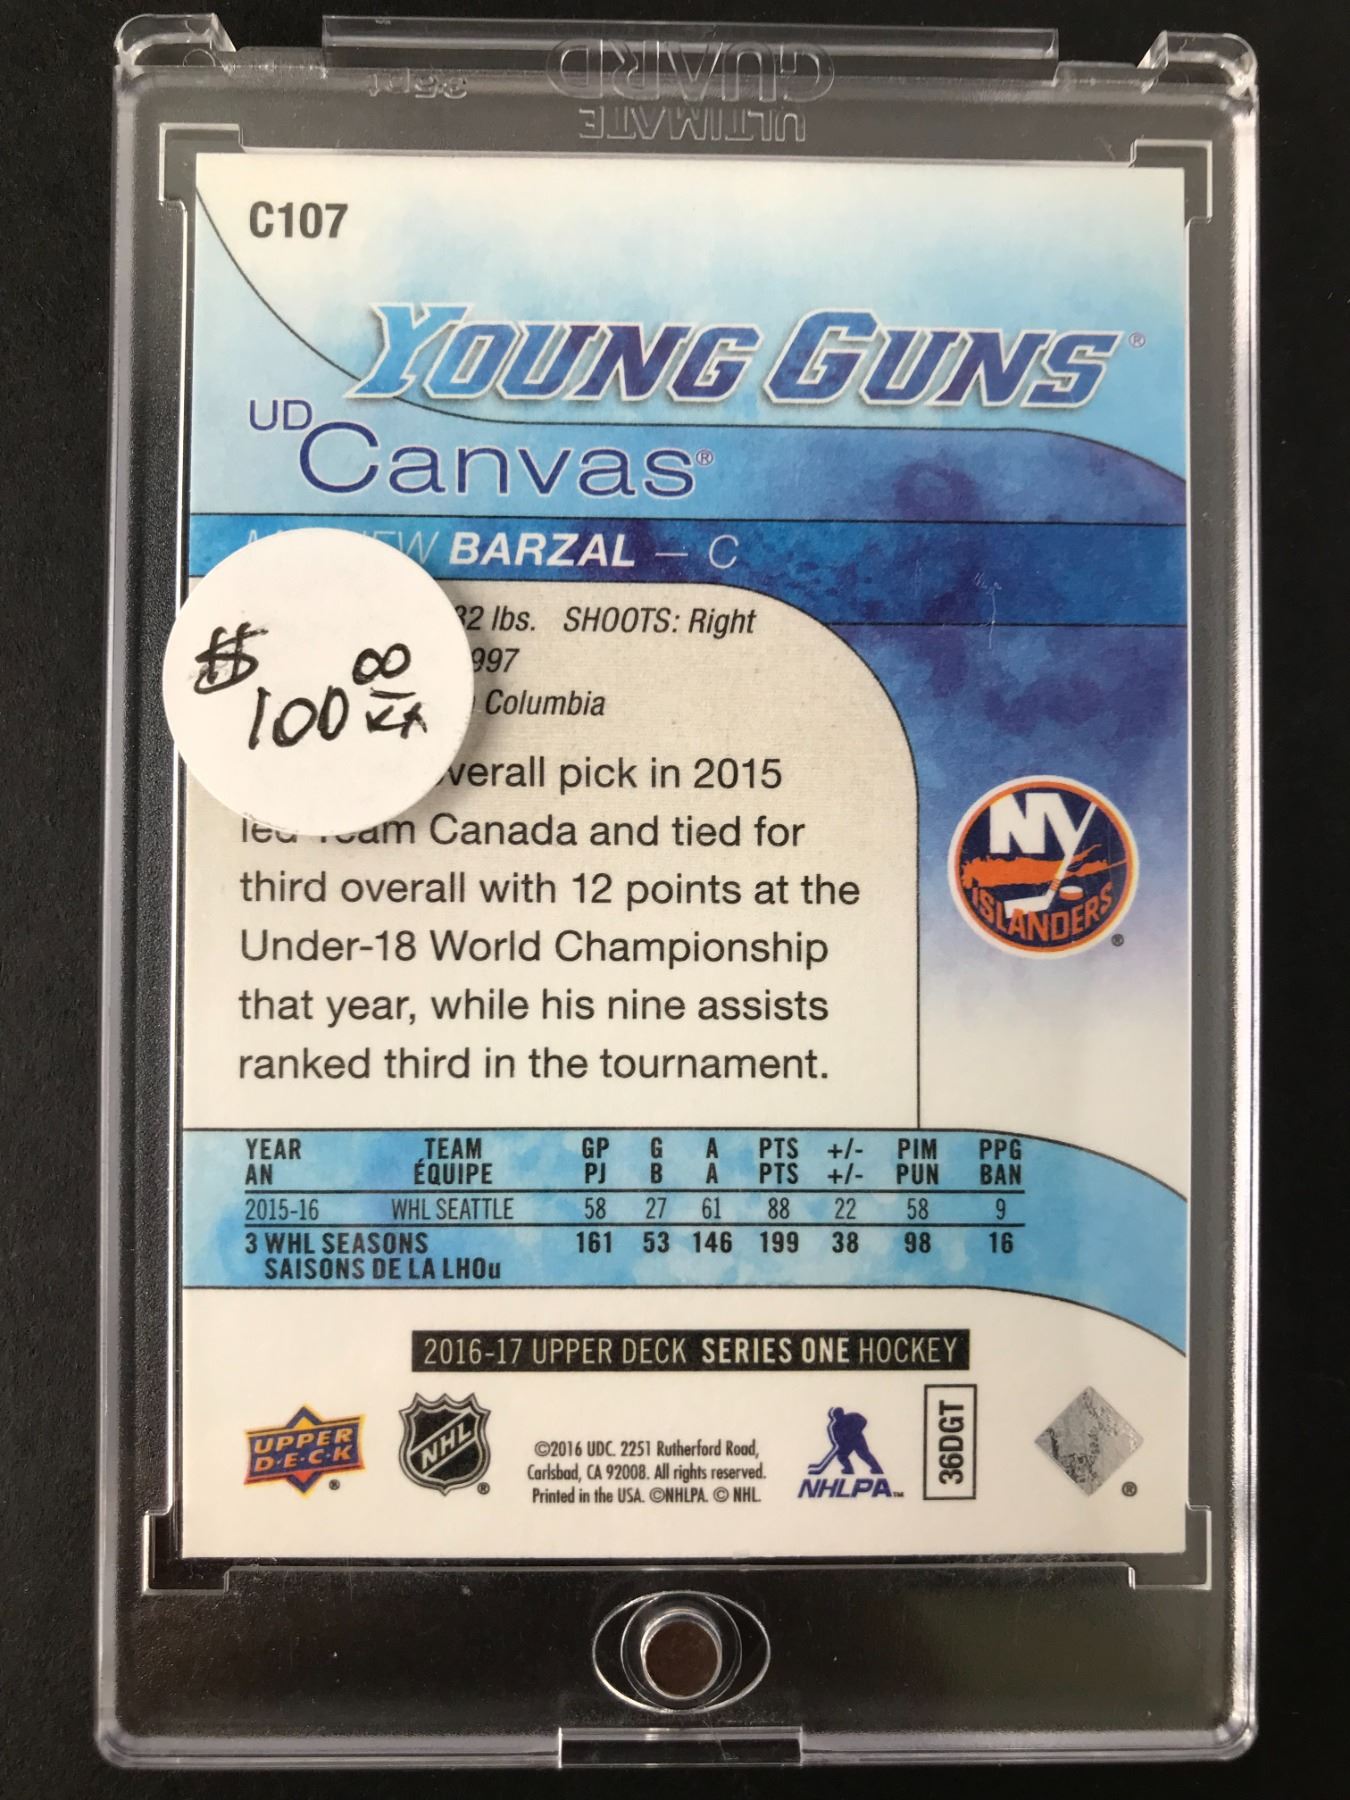 ULTIMATE
GUARD
35pt
C107
YOUNG GUNS®
UD Canvas®
BARZAL — C
lbs. SHOOTS: Right
Columbia
$100 00
pick in 2015
Canada and tied for
third overall with 12 points at the
Under-18 World Championship
that year, while his nine assists
ranked third in the tournament.
NY
ISLANDERS
®
YEAR TEAM GP G A PTS +/- PIM PPG
AN ÉQUIPE PJ B A PTS +/- PUN BAN
2015-16 WHL SEATTLE 58 27 61 88 22 58 9
3 WHL SEASONS 161 53 146 199 38 98 16
SAISONS DE LA LHOu
2016-17 UPPER DECK SERIES ONE HOCKEY
UPPER
D·E·C·K
®
NHL
®
©2016 UDC. 2251 Rutherford Road,
Carlsbad, CA 92008. All rights reserved.
Printed in the USA. ©NHLPA. © NHL.
NHLPA™
36DGT
®